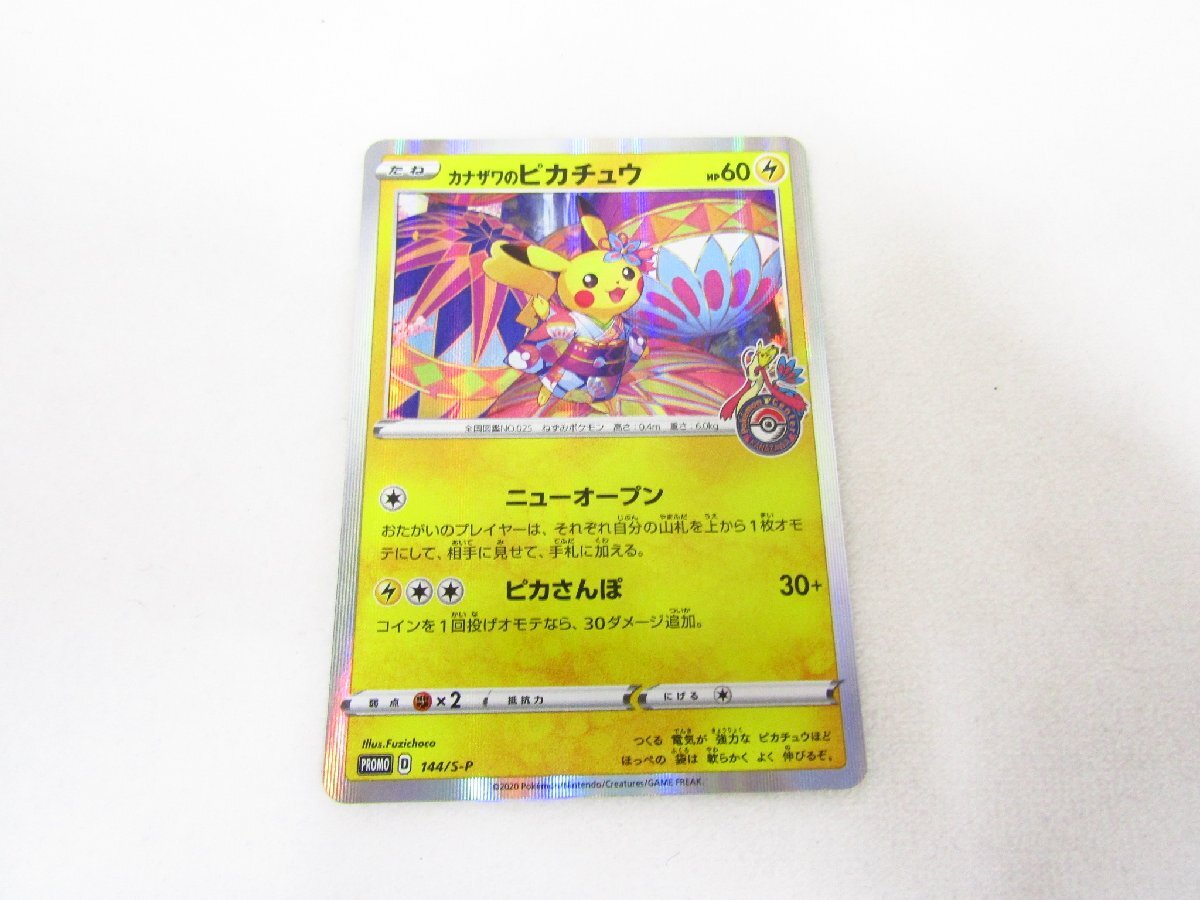 たね カナザワのピカチュウ HP60
全国図鑑NO.025 ねずみポケモン 高さ:0.4m 重さ:6.0kg
ニューオープン
おたがいのプレイヤーは、それぞれ自分の山札を上から1枚オモ
テにして、相手に見せて、手札に加える。
ピカさんぽ 30+
コインを1回投げオモテなら、30ダメージ追加。
弱点 ×2 抵抗力 にげる
Illus.Fuzichoco
つくる 電気が 強力な ピカチュウほど
ほっぺの 袋は 軟らかく よく 伸びるぞ。
PROMO D 144/S-P
©2020 Pokémon/Nintendo/Creatures/GAME FREAK.